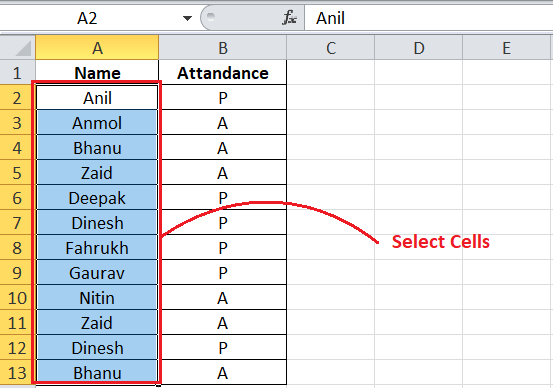 A2 fx Anil
A B C D E
1 Name Attandance
2 Anil P
3 Anmol A
4 Bhanu A
5 Zaid A
6 Deepak P
7 Dinesh P
Select Cells
8 Fahrukh P
9 Gaurav P
10 Nitin A
11 Zaid A
12 Dinesh P
13 Bhanu A